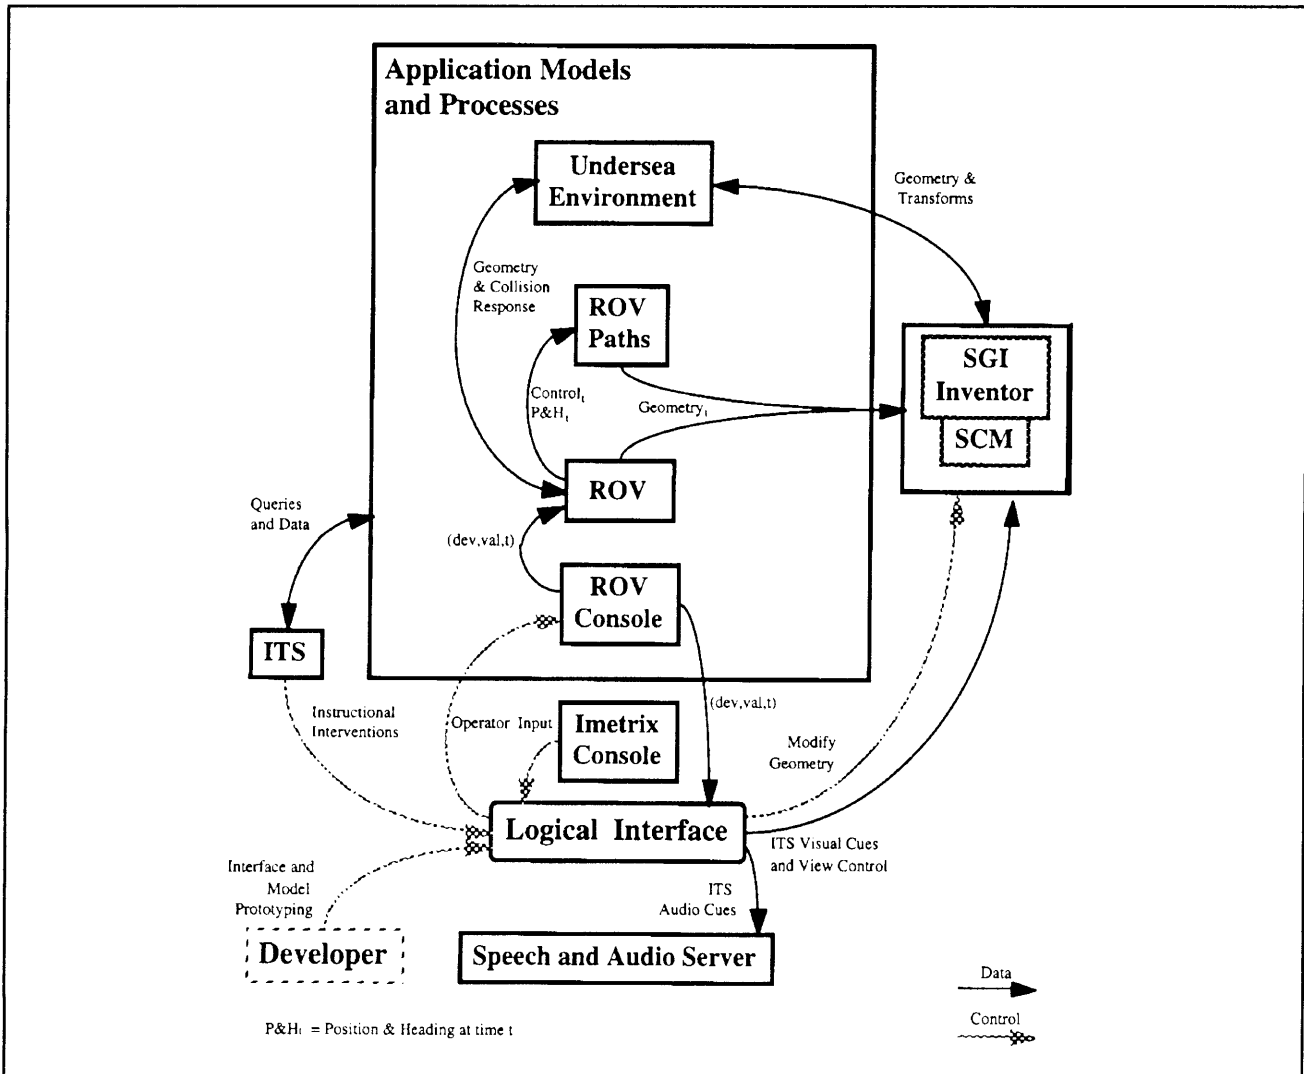 Application Models
and Processes
Undersea
Environment
Geometry &
Transforms
Geometry
& Collision
Response
ROV
Paths
SGI
Inventor
SCM
Control t
P&H t
Geometry t
ROV
Queries
and Data
(dev,val,t)
ROV
Console
ITS
(dev,val,t)
Instructional
Interventions
Operator Input
Imetrix
Console
Modify
Geometry
Logical Interface
ITS Visual Cues
and View Control
Interface and
Model
Prototyping
ITS
Audio Cues
Developer
Speech and Audio Server
Data
Control
P&H t = Position & Heading at time t